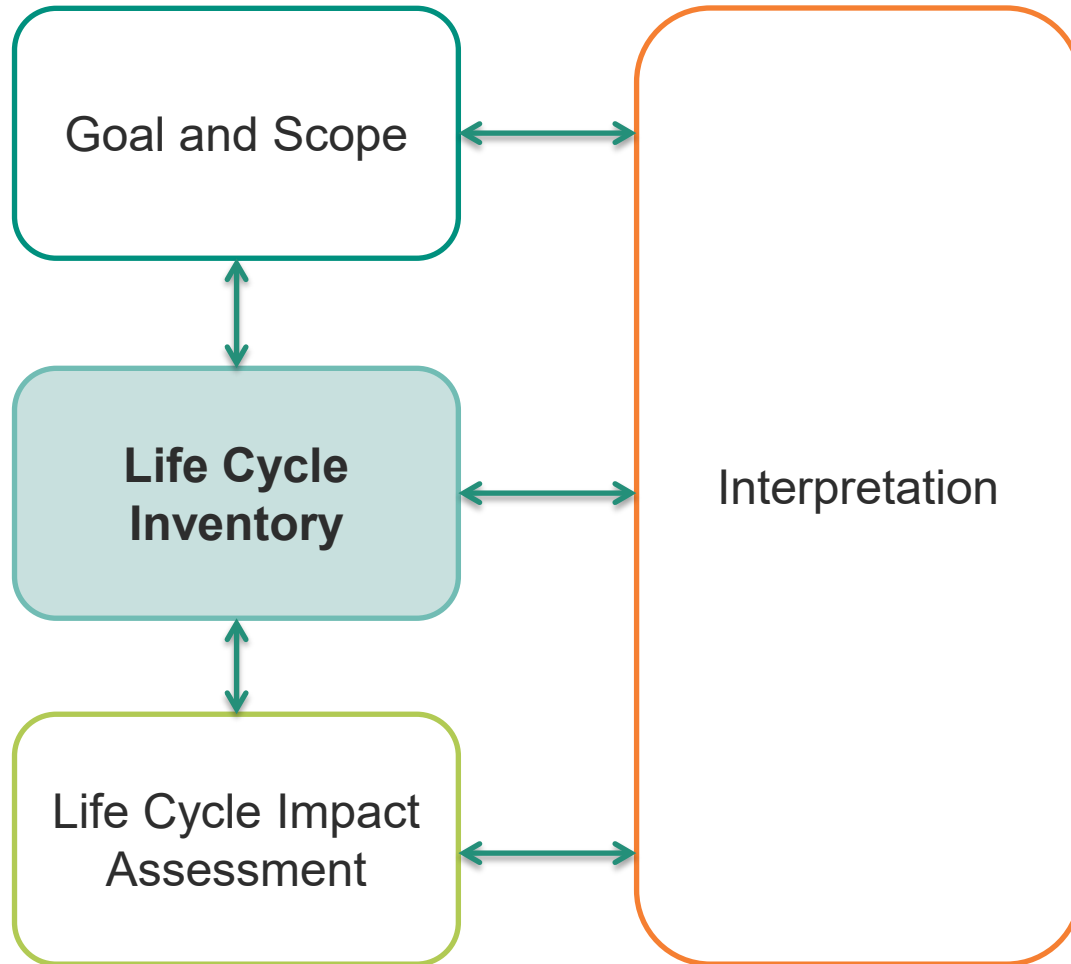 Goal and Scope
Life Cycle
Inventory
Interpretation
Life Cycle Impact
Assessment